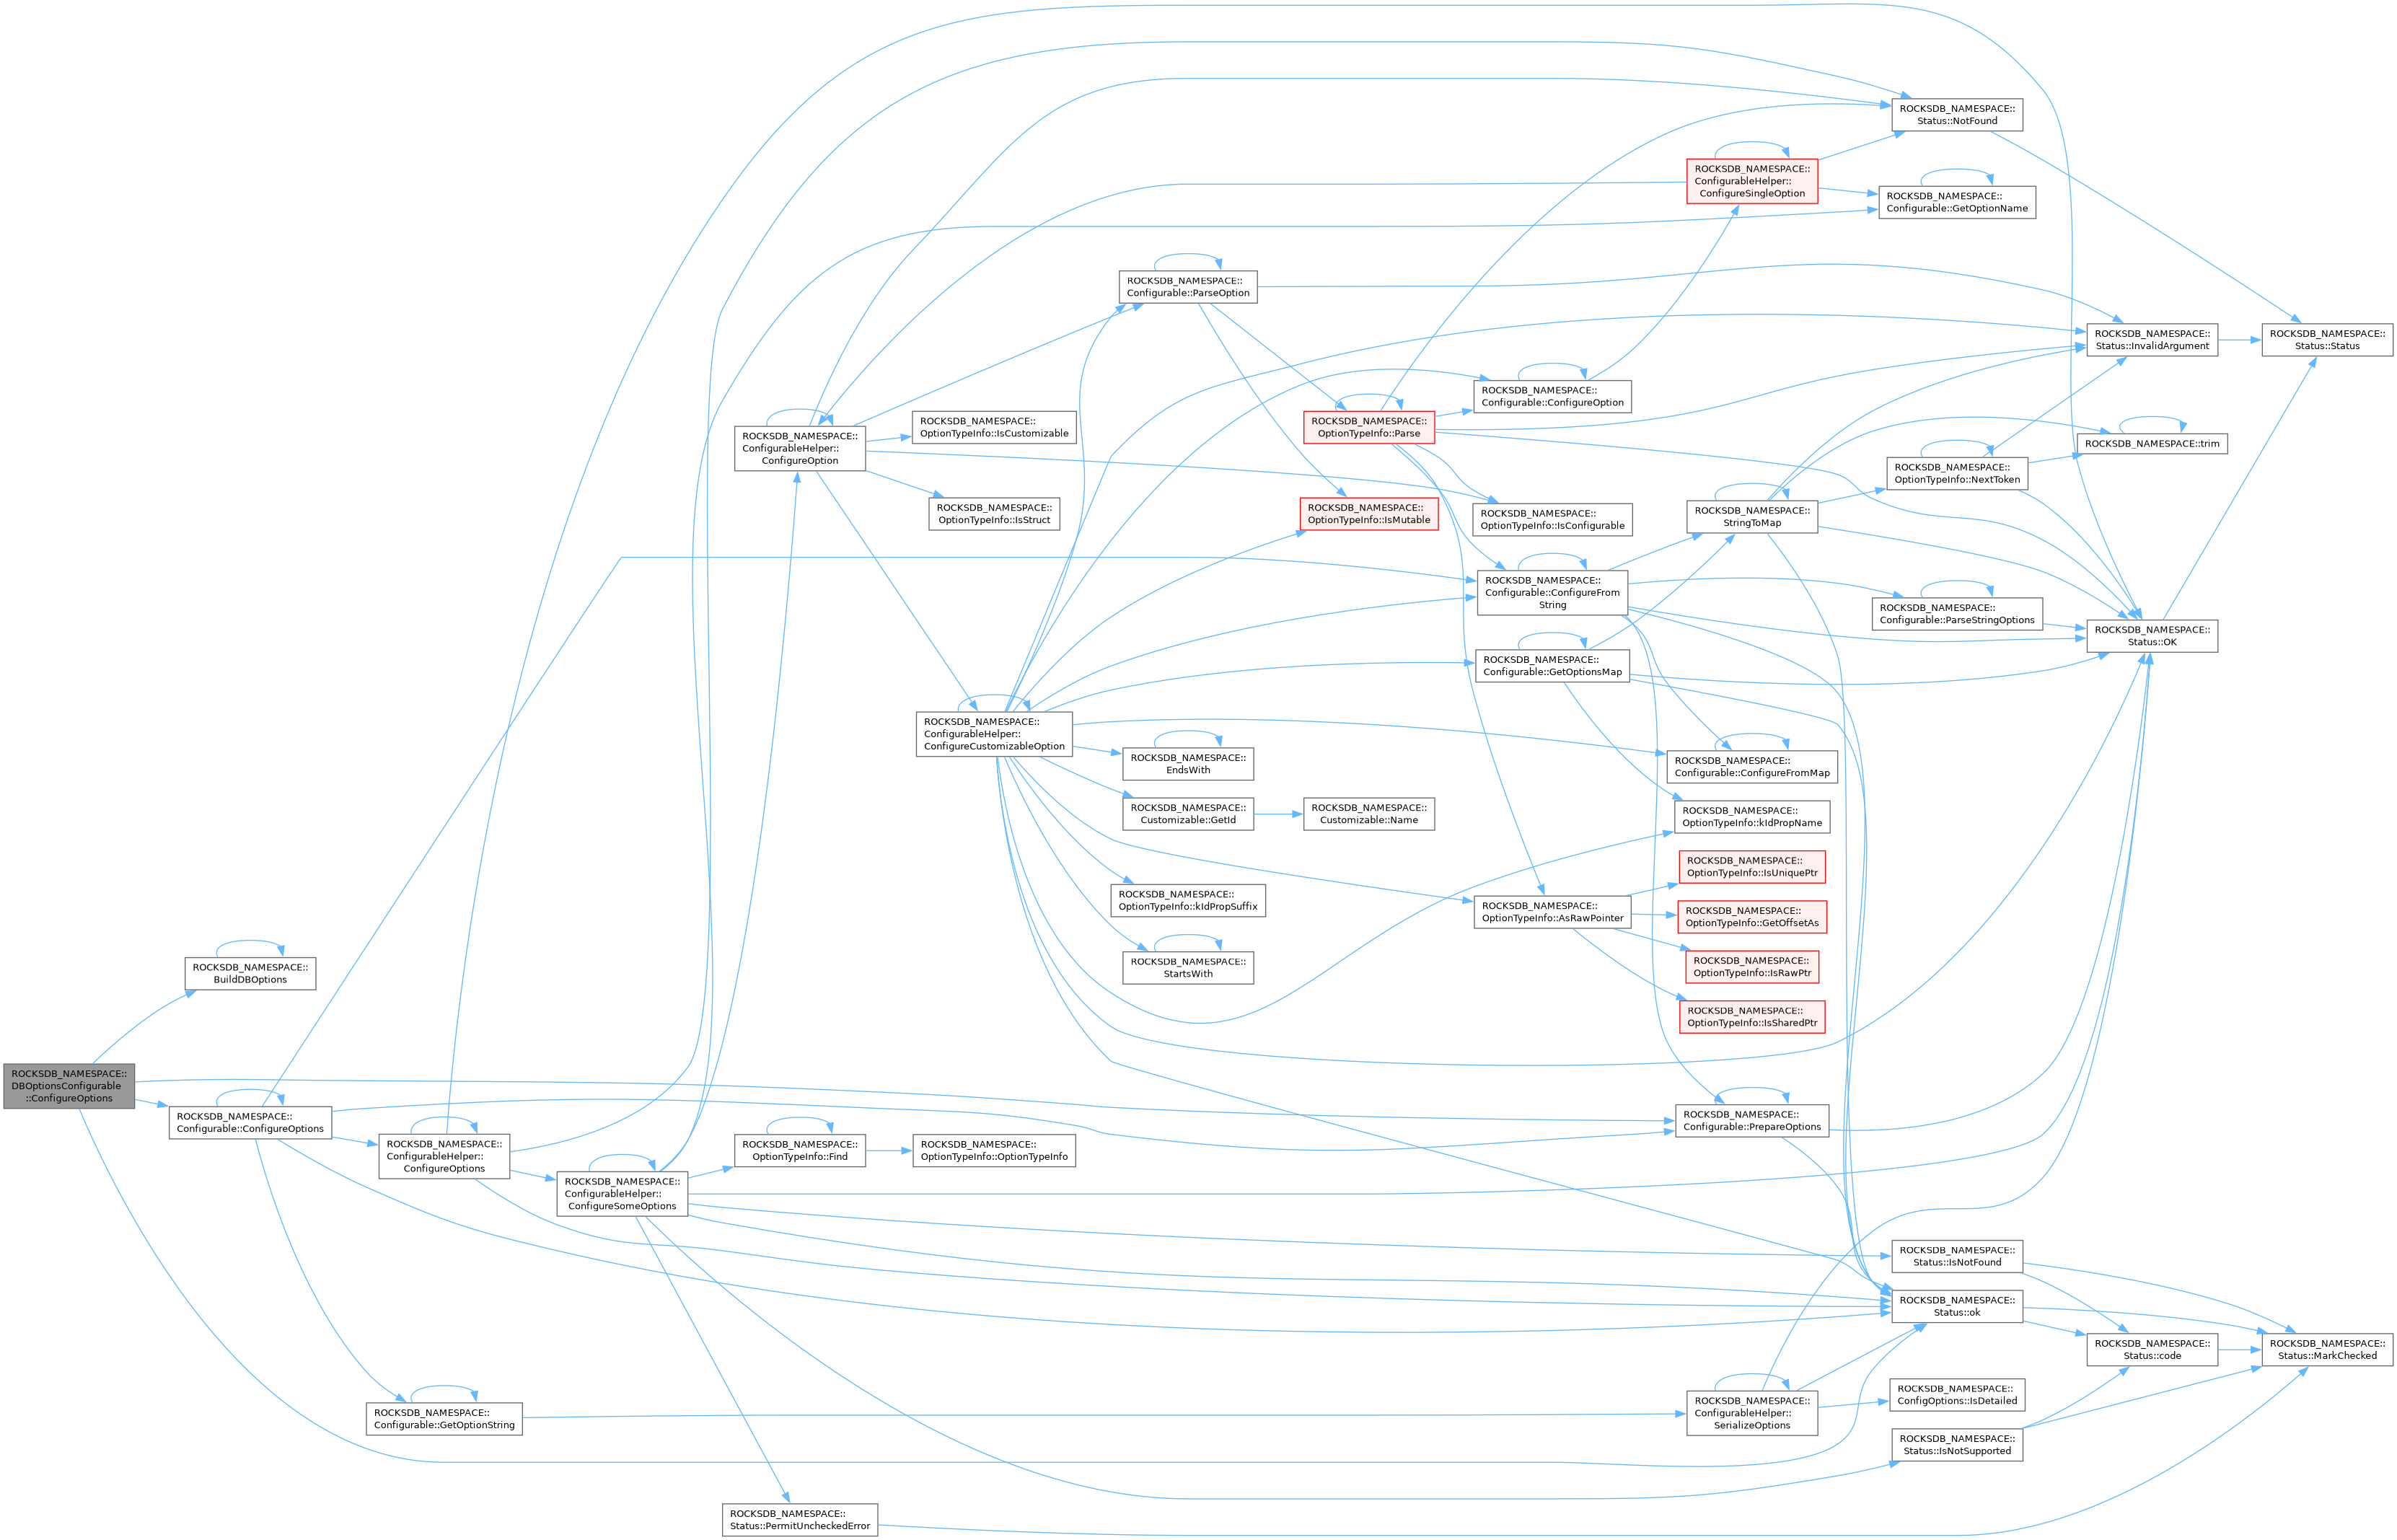 ROCKSDB_NAMESPACE::
DBOptionsConfigurable
::ConfigureOptions
ROCKSDB_NAMESPACE::
BuildDBOptions
ROCKSDB_NAMESPACE::
Configurable::ConfigureOptions
ROCKSDB_NAMESPACE::
ConfigurableHelper::
ConfigureOptions
ROCKSDB_NAMESPACE::
Configurable::GetOptionString
ROCKSDB_NAMESPACE::
ConfigurableHelper::
ConfigureSomeOptions
ROCKSDB_NAMESPACE::
ConfigurableHelper::
ConfigureOption
ROCKSDB_NAMESPACE::
OptionTypeInfo::Find
ROCKSDB_NAMESPACE::
Status::PermitUncheckedError
ROCKSDB_NAMESPACE::
OptionTypeInfo::IsCustomizable
ROCKSDB_NAMESPACE::
OptionTypeInfo::IsStruct
ROCKSDB_NAMESPACE::
ConfigurableHelper::
ConfigureCustomizableOption
ROCKSDB_NAMESPACE::
OptionTypeInfo::OptionTypeInfo
ROCKSDB_NAMESPACE::
Configurable::ParseOption
ROCKSDB_NAMESPACE::
EndsWith
ROCKSDB_NAMESPACE::
Customizable::GetId
ROCKSDB_NAMESPACE::
OptionTypeInfo::kIdPropSuffix
ROCKSDB_NAMESPACE::
StartsWith
ROCKSDB_NAMESPACE::
OptionTypeInfo::Parse
ROCKSDB_NAMESPACE::
OptionTypeInfo::IsMutable
ROCKSDB_NAMESPACE::
Customizable::Name
ROCKSDB_NAMESPACE::
Configurable::ConfigureOption
ROCKSDB_NAMESPACE::
OptionTypeInfo::IsConfigurable
ROCKSDB_NAMESPACE::
Configurable::ConfigureFrom
String
ROCKSDB_NAMESPACE::
Configurable::GetOptionsMap
ROCKSDB_NAMESPACE::
OptionTypeInfo::AsRawPointer
ROCKSDB_NAMESPACE::
ConfigurableHelper::
ConfigureSingleOption
ROCKSDB_NAMESPACE::
StringToMap
ROCKSDB_NAMESPACE::
Configurable::ConfigureFromMap
ROCKSDB_NAMESPACE::
OptionTypeInfo::kIdPropName
ROCKSDB_NAMESPACE::
OptionTypeInfo::IsUniquePtr
ROCKSDB_NAMESPACE::
OptionTypeInfo::GetOffsetAs
ROCKSDB_NAMESPACE::
OptionTypeInfo::IsRawPtr
ROCKSDB_NAMESPACE::
OptionTypeInfo::IsSharedPtr
ROCKSDB_NAMESPACE::
Configurable::PrepareOptions
ROCKSDB_NAMESPACE::
ConfigurableHelper::
SerializeOptions
ROCKSDB_NAMESPACE::
Status::NotFound
ROCKSDB_NAMESPACE::
Configurable::GetOptionName
ROCKSDB_NAMESPACE::
OptionTypeInfo::NextToken
ROCKSDB_NAMESPACE::
Configurable::ParseStringOptions
ROCKSDB_NAMESPACE::
Status::IsNotFound
ROCKSDB_NAMESPACE::
Status::ok
ROCKSDB_NAMESPACE::
ConfigOptions::IsDetailed
ROCKSDB_NAMESPACE::
Status::IsNotSupported
ROCKSDB_NAMESPACE::
Status::InvalidArgument
ROCKSDB_NAMESPACE::trim
ROCKSDB_NAMESPACE::
Status::OK
ROCKSDB_NAMESPACE::
Status::code
ROCKSDB_NAMESPACE::
Status::Status
ROCKSDB_NAMESPACE::
Status::MarkChecked